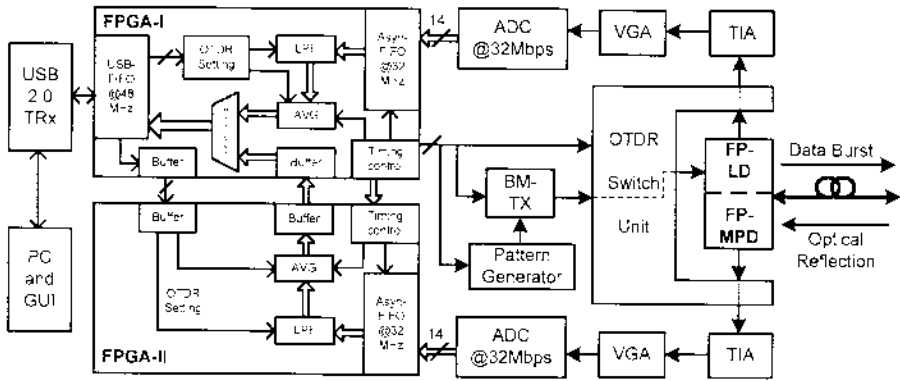 FPGA-I
USB
2.0
TRx
PC
and
GUI
USB-
FIFO
@48
MHz
OTDR
Setting
LPF
AVG
Async-
FIFO
@32
MHz
Buffer
Buffer
Timing
control
14
ADC
@32Mbps
VGA
TIA
OTDR
Switch
Unit
BM-
TX
Pattern
Generator
FP-
LD
FP-
MPD
Data Burst
Optical
Reflection
Buffer
Buffer
Timing
control
AVG
OTDR
Setting
LPF
Async-
FIFO
@32
MHz
FPGA-II
14
ADC
@32Mbps
VGA
TIA